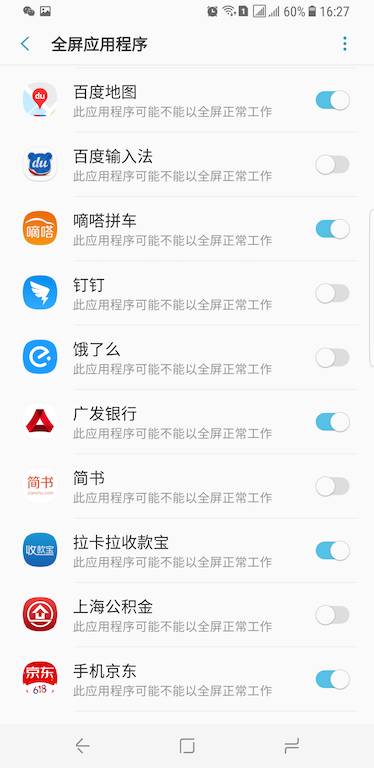 60% 16:27
全屏应用程序
百度地图
此应用程序可能不能以全屏正常工作
百度输入法
此应用程序可能不能以全屏正常工作
嘀嗒拼车
此应用程序可能不能以全屏正常工作
钉钉
此应用程序可能不能以全屏正常工作
饿了么
此应用程序可能不能以全屏正常工作
广发银行
此应用程序可能不能以全屏正常工作
简书
此应用程序可能不能以全屏正常工作
拉卡拉收款宝
此应用程序可能不能以全屏正常工作
上海公积金
此应用程序可能不能以全屏正常工作
手机京东
此应用程序可能不能以全屏正常工作
du
du
嘀嗒
简书
jianshu.com
收款宝
京东
618